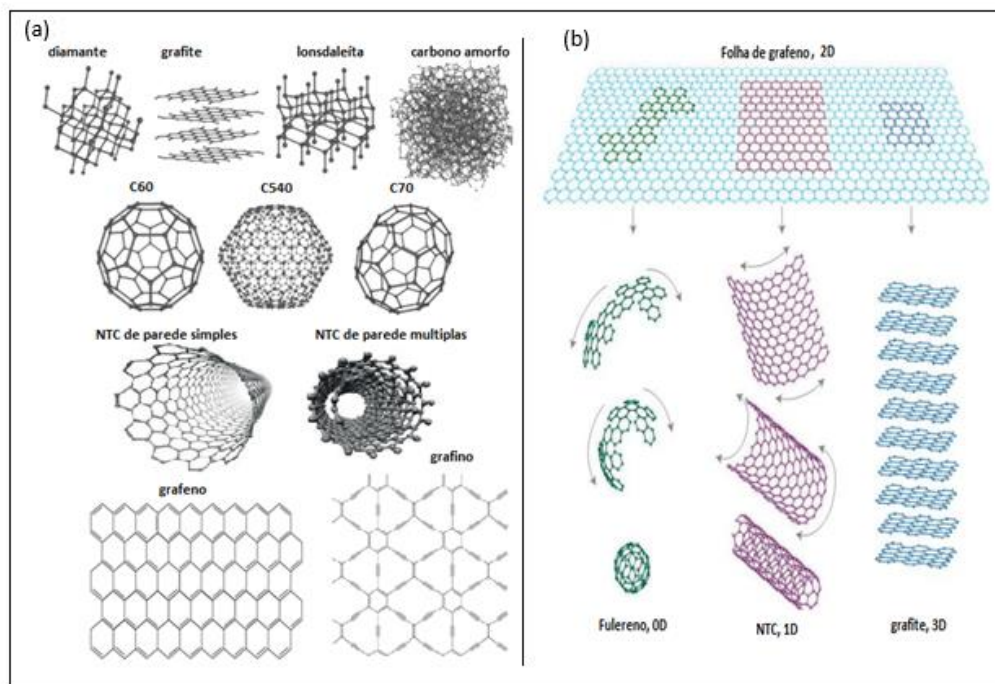 (a)
diamante grafite lonsdaleíta carbono amorfo
C60 C540 C70
NTC de parede simples NTC de parede multiplas
grafeno grafino
(b)
Folha de grafeno, 2D
Fulereno, 0D NTC, 1D grafite, 3D